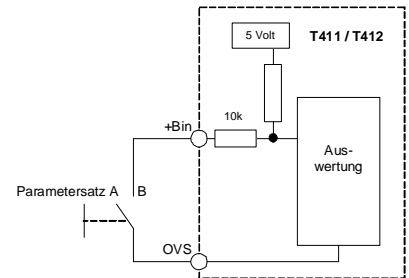 5 Volt
T411 / T412
10k
+Bin
Aus-
wertung
Parametersatz A
B
OVS